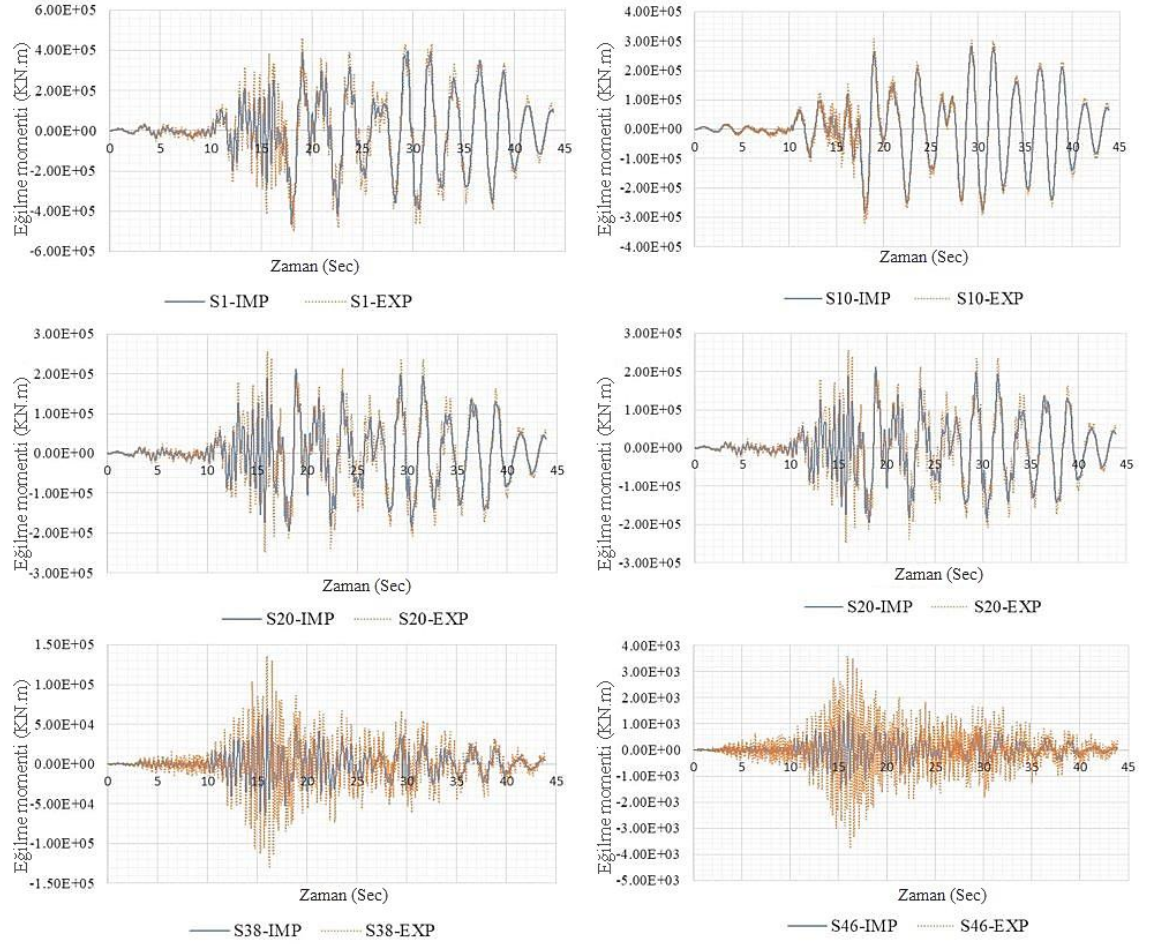 6.00E+05
4.00E+05
2.00E+05
0.00E+00
-2.00E+05
-4.00E+05
-6.00E+05
Eğilme momenti (KN.m)
0 5 10 15 20 25 30 35 40 45
Zaman (Sec)
S1-IMP S1-EXP
4.00E+05
3.00E+05
2.00E+05
1.00E+05
0.00E+00
-1.00E+05
-2.00E+05
-3.00E+05
-4.00E+05
Eğilme momenti (KN.m)
0 5 10 15 20 25 30 35 40 45
Zaman (Sec)
S10-IMP S10-EXP
3.00E+05
2.00E+05
1.00E+05
0.00E+00
-1.00E+05
-2.00E+05
-3.00E+05
Eğilme momenti (KN.m)
0 5 10 15 20 25 30 35 40 45
Zaman (Sec)
S20-IMP S20-EXP
3.00E+05
2.00E+05
1.00E+05
0.00E+00
-1.00E+05
-2.00E+05
-3.00E+05
Eğilme momenti (KN.m)
0 5 10 15 20 25 30 35 40 45
Zaman (Sec)
S20-IMP S20-EXP
1.50E+05
1.00E+05
5.00E+04
0.00E+00
-5.00E+04
-1.00E+05
-1.50E+05
Eğilme momenti (KN.m)
0 5 10 15 20 25 30 35 40 45
Zaman (Sec)
S38-IMP S38-EXP
4.00E+03
3.00E+03
2.00E+03
1.00E+03
0.00E+00
-1.00E+03
-2.00E+03
-3.00E+03
-4.00E+03
-5.00E+03
Eğilme momenti (KN.m)
0 5 10 15 20 25 30 35 40 45
Zaman (Sec)
S46-IMP S46-EXP